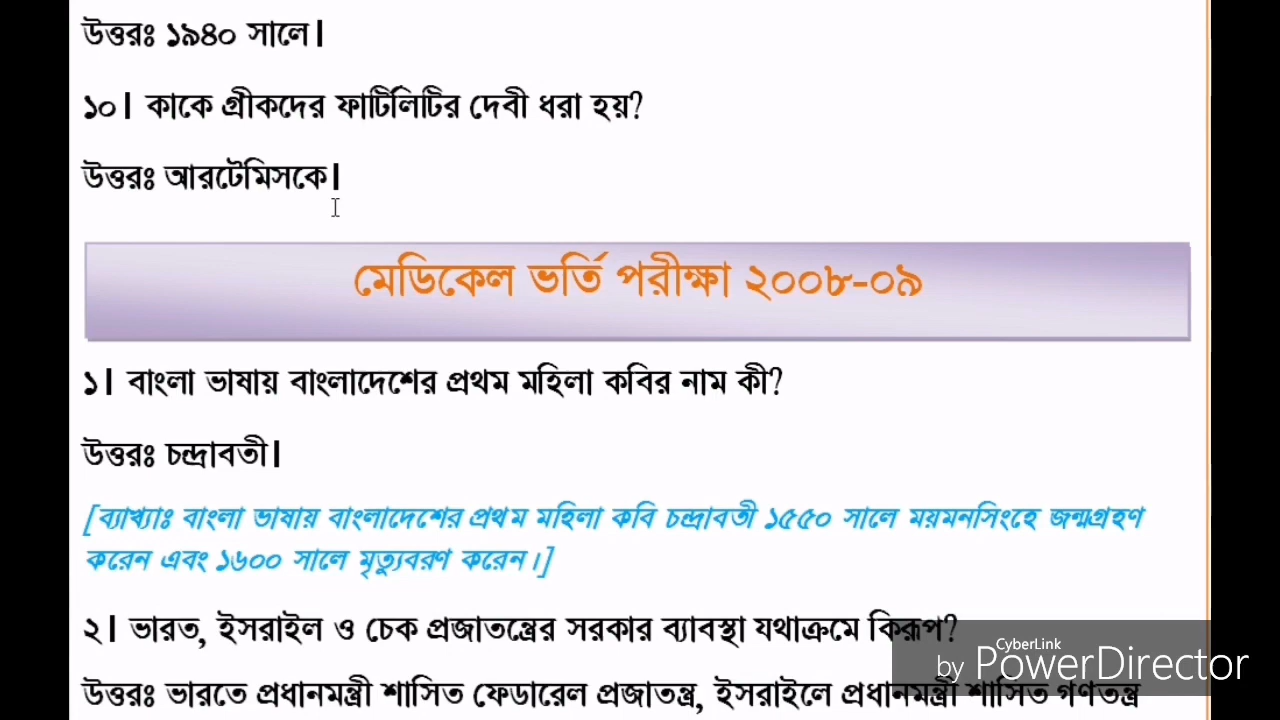 উত্তরঃ ১৯৪০ সালে।
১০। কাকে গ্রীকদের ফার্টিলিটির দেবী ধরা হয়?
উত্তরঃ আরটেমিসকে।
মেডিকেল ভর্তি পরীক্ষা ২০০৮-০৯
১। বাংলা ভাষায় বাংলাদেশের প্রথম মহিলা কবির নাম কী?
উত্তরঃ চন্দ্রাবতী।
[ব্যাখ্যাঃ বাংলা ভাষায় বাংলাদেশের প্রথম মহিলা কবি চন্দ্রাবতী ১৫৫০ সালে ময়মনসিংহে জন্মগ্রহণ
করেন এবং ১৬০০ সালে মৃত্যুবরণ করেন।]
২। ভারত, ইসরাইল ও চেক প্রজাতন্ত্রের সরকার ব্যাবস্থা যথাক্রমে কিরূপ?
CyberLink
by PowerDirector
উত্তরঃ ভারতে প্রধানমন্ত্রী শাসিত ফেডারেল প্রজাতন্ত্র, ইসরাইলে প্রধানমন্ত্রী শাসিত গণতন্ত্র